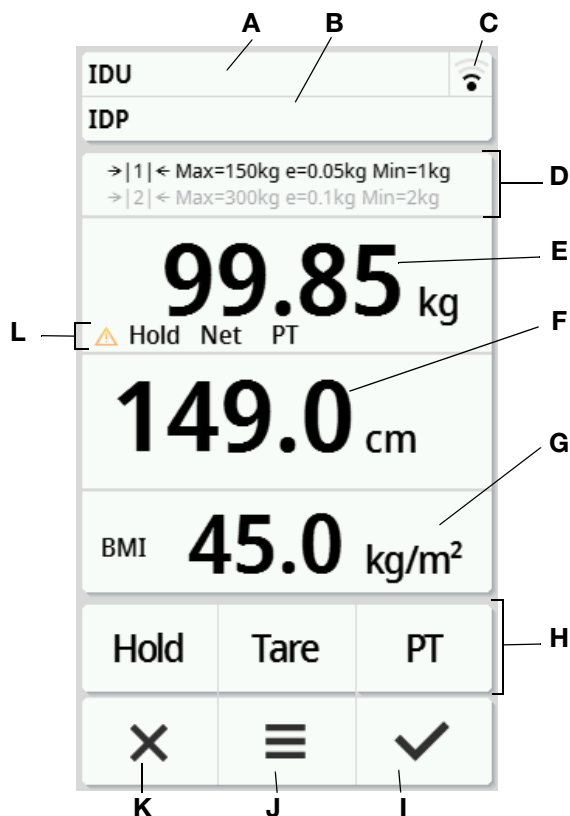 A B C
IDU
IDP
→|1|← Max=150kg e=0.05kg Min=1kg
→|2|← Max=300kg e=0.1kg Min=2kg
D
99.85 kg
E
L
Hold Net PT
F
149.0 cm
G
BMI 45.0 kg/m²
Hold Tare PT
H
K J I